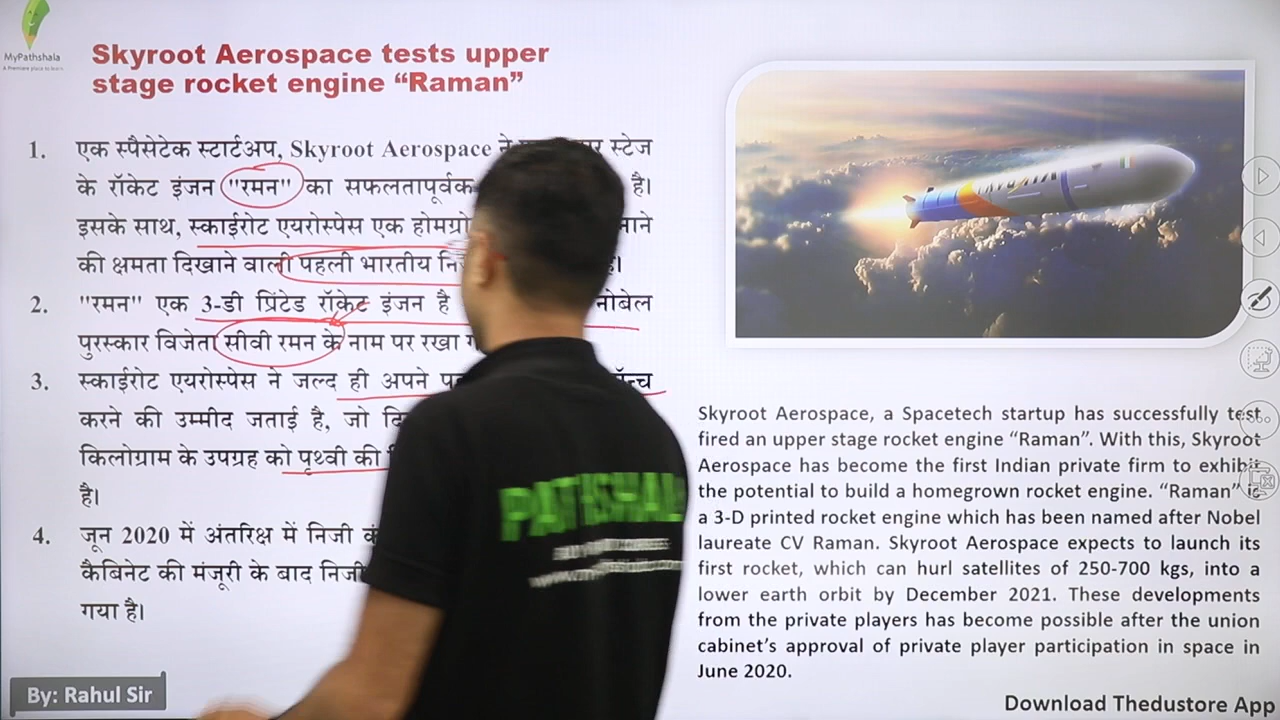 MyPathshala
A Premiere place to learn
Skyroot Aerospace tests upper
stage rocket engine “Raman”
1. एक स्पैसेटेक स्टार्टअप, Skyroot Aerospace ने स्टेज
के रॉकेट इंजन "रमन" का सफलतापूर्वक है।
इसके साथ, स्काईरोट एयरोस्पेस एक
की क्षमता दिखाने वाली पहली भारतीय
2. "रमन" एक 3-डी प्रिंटेड रॉकेट इंजन है नोबेल
पुरस्कार विजेता सीवी रमन के नाम पर रखा
3. स्काईरोट एयरोस्पेस ने जल्द ही अपने
करने की उम्मीद जताई है, जो
किलोग्राम के उपग्रह को पृथ्वी की
है।
4. जून 2020 में अंतरिक्ष में निजी
कैबिनेट की मंजूरी के बाद निजी
गया है।
PATHSHALA
Skyroot Aerospace, a Spacetech startup has successfully test
fired an upper stage rocket engine “Raman”. With this, Skyroot
Aerospace has become the first Indian private firm to exhibit
the potential to build a homegrown rocket engine. “Raman” is
a 3-D printed rocket engine which has been named after Nobel
laureate CV Raman. Skyroot Aerospace expects to launch its
first rocket, which can hurl satellites of 250-700 kgs, into a
lower earth orbit by December 2021. These developments
from the private players has become possible after the union
cabinet’s approval of private player participation in space in
June 2020.
By: Rahul Sir
Download Thedustore App